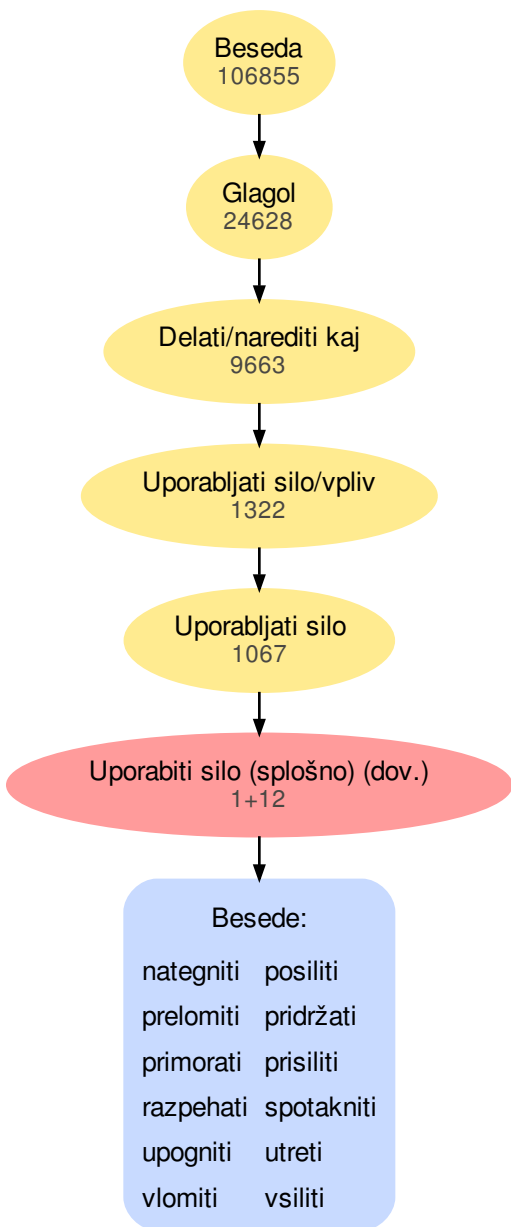 Beseda
106855
Glagol
24628
Delati/narediti kaj
9663
Uporabljati silo/vpliv
1322
Uporabljati silo
1067
Uporabiti silo (splošno) (dov.)
1+12
Besede:
nategniti posiliti
prelomiti pridržati
primorati prisiliti
razpehati spotakniti
upogniti utreti
vlomiti vsiliti